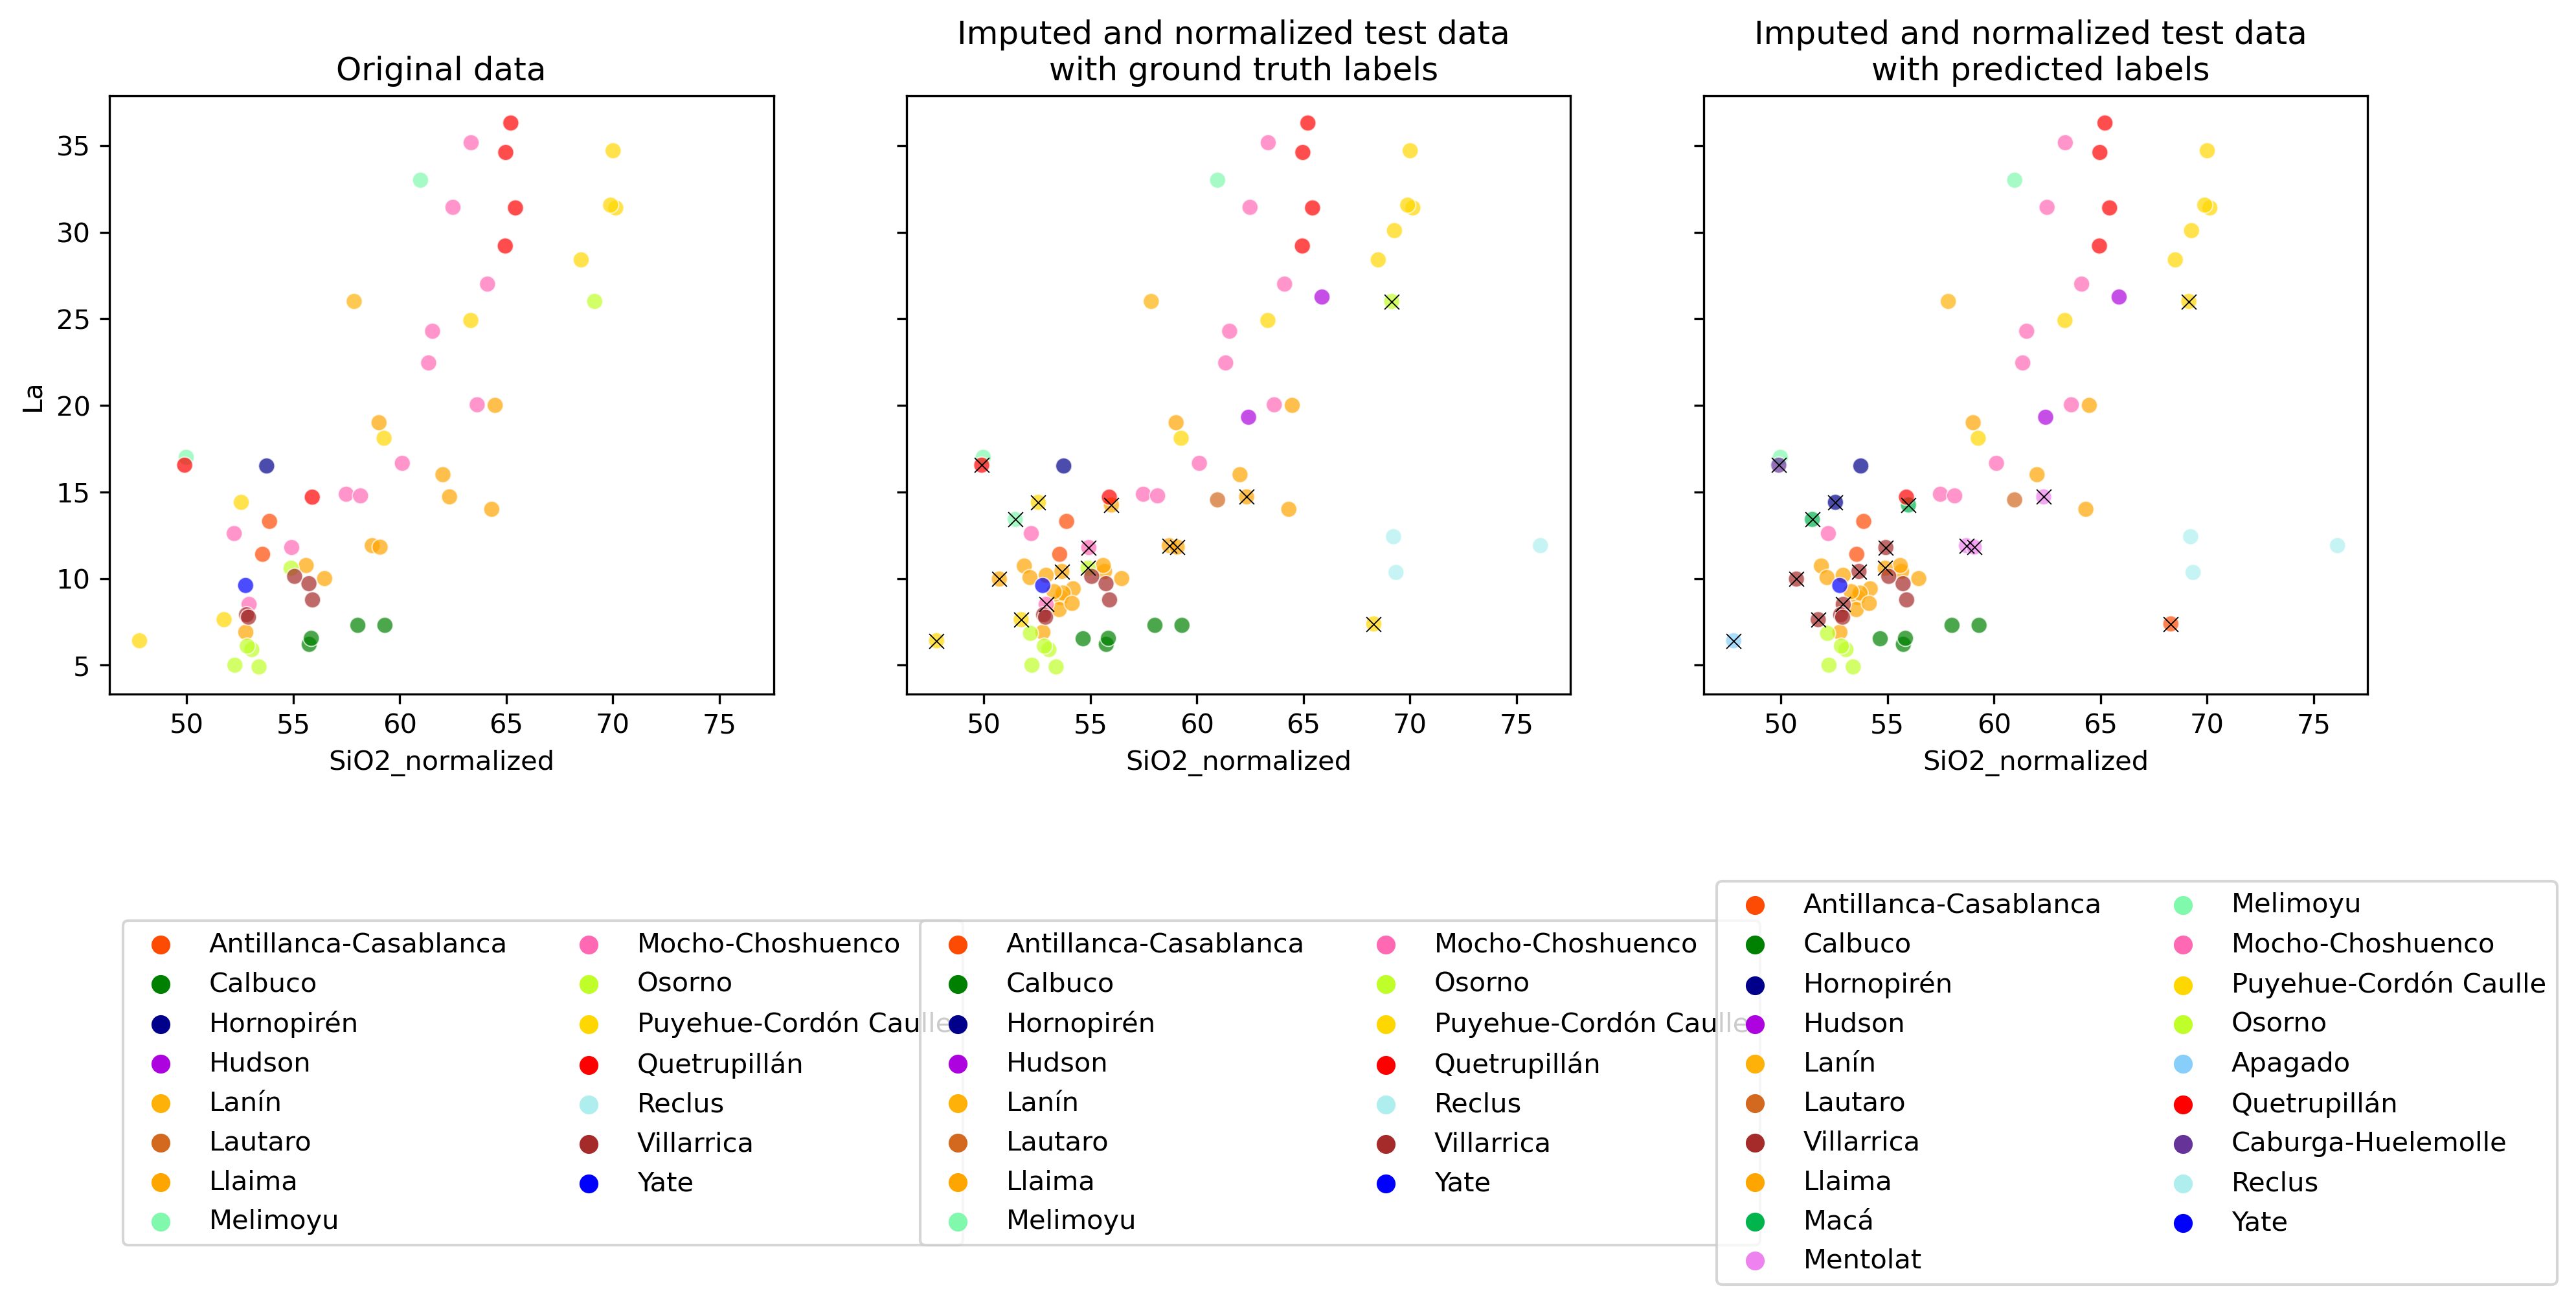 Original data
Imputed and normalized test data
with ground truth labels
Imputed and normalized test data
with predicted labels
La
35
30
25
20
15
10
5
50 55 60 65 70 75
SiO2_normalized
50 55 60 65 70 75
SiO2_normalized
50 55 60 65 70 75
SiO2_normalized
Antillanca-Casablanca
Calbuco
Hornopirén
Hudson
Lanín
Lautaro
Llaima
Melimoyu
Mocho-Choshuenco
Osorno
Puyehue-Cordón Caulle
Quetrupillán
Reclus
Villarrica
Yate
Antillanca-Casablanca
Calbuco
Hornopirén
Hudson
Lanín
Lautaro
Llaima
Melimoyu
Mocho-Choshuenco
Osorno
Puyehue-Cordón Caulle
Quetrupillán
Reclus
Villarrica
Yate
Antillanca-Casablanca
Calbuco
Hornopirén
Hudson
Lanín
Lautaro
Villarrica
Llaima
Macá
Mentolat
Melimoyu
Mocho-Choshuenco
Puyehue-Cordón Caulle
Osorno
Apagado
Quetrupillán
Caburga-Huelemolle
Reclus
Yate